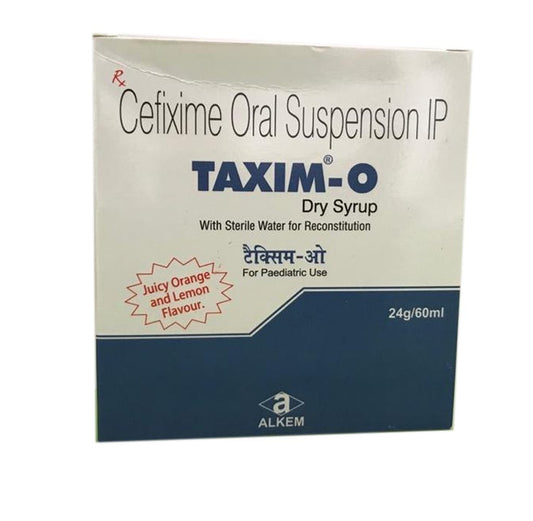 Rx
Cefixime Oral Suspension IP
TAXIM®-O
Dry Syrup
With Sterile Water for Reconstitution
टैक्सिम-ओ
For Paediatric Use
Juicy Orange
and Lemon
Flavour.
24g/60ml
a
ALKEM